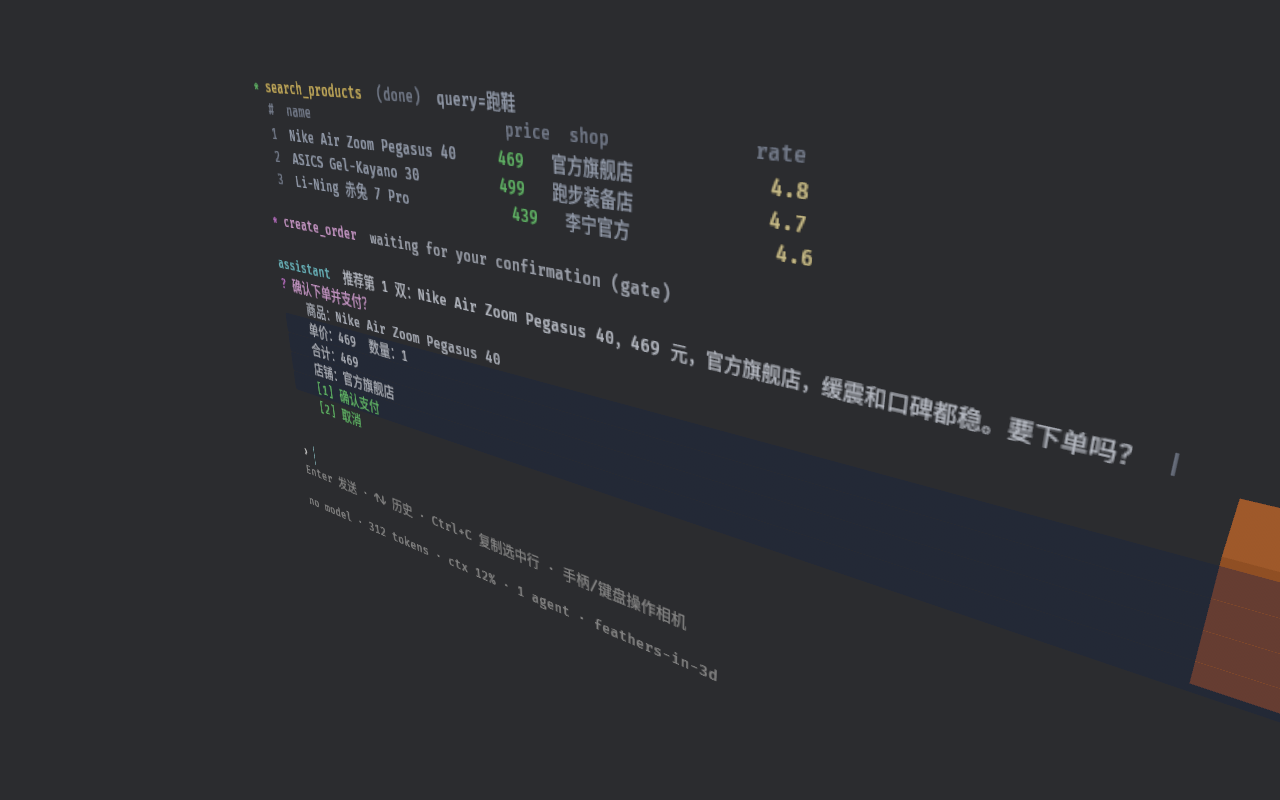 * search_products (done) query=跑鞋
# name price shop rate
1 Nike Air Zoom Pegasus 40 469 官方旗舰店 4.8
2 ASICS Gel-Kayano 30 499 跑步装备店 4.7
3 Li-Ning 赤兔 7 Pro 439 李宁官方 4.6
* create_order waiting for your confirmation (gate)
assistant 推荐第 1 双: Nike Air Zoom Pegasus 40, 469 元, 官方旗舰店, 缓震和口碑都稳。要下单吗?
? 确认下单并支付?
商品: Nike Air Zoom Pegasus 40
单价: 469 数量: 1
合计: 469
店铺: 官方旗舰店
[1] 确认支付
[2] 取消
›
Enter 发送 · ↑↓ 历史 · Ctrl+C 复制选中行 · 手柄/键盘操作相机
no model · 312 tokens · ctx 12% · 1 agent · feathers-in-3d